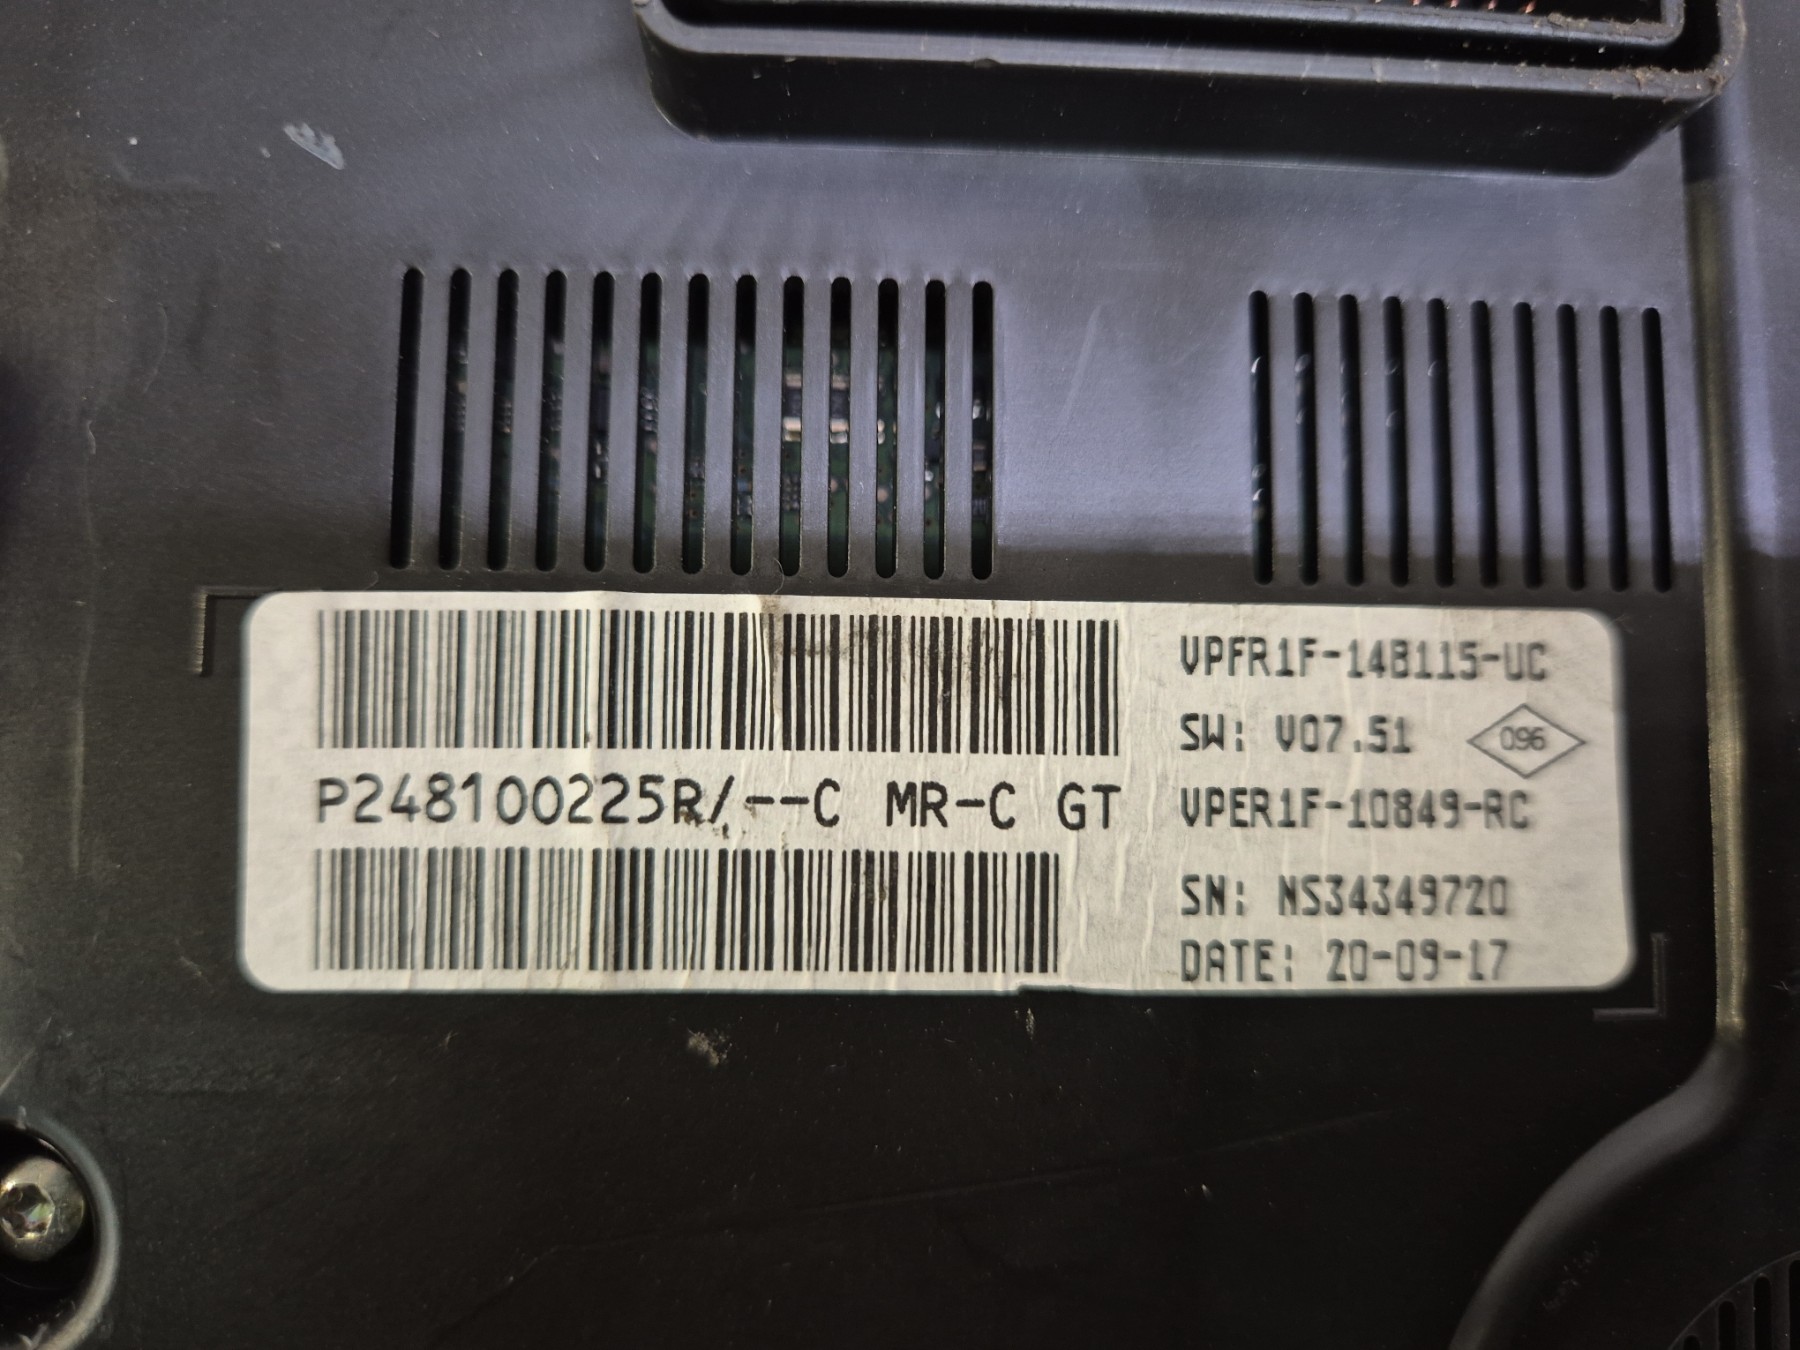 VPFR1F-14B115-UC
SW: V07.51
096
P248100225R/--C MR-C GT
VPER1F-10849-RC
SN: NS34349720
DATE: 20-09-17